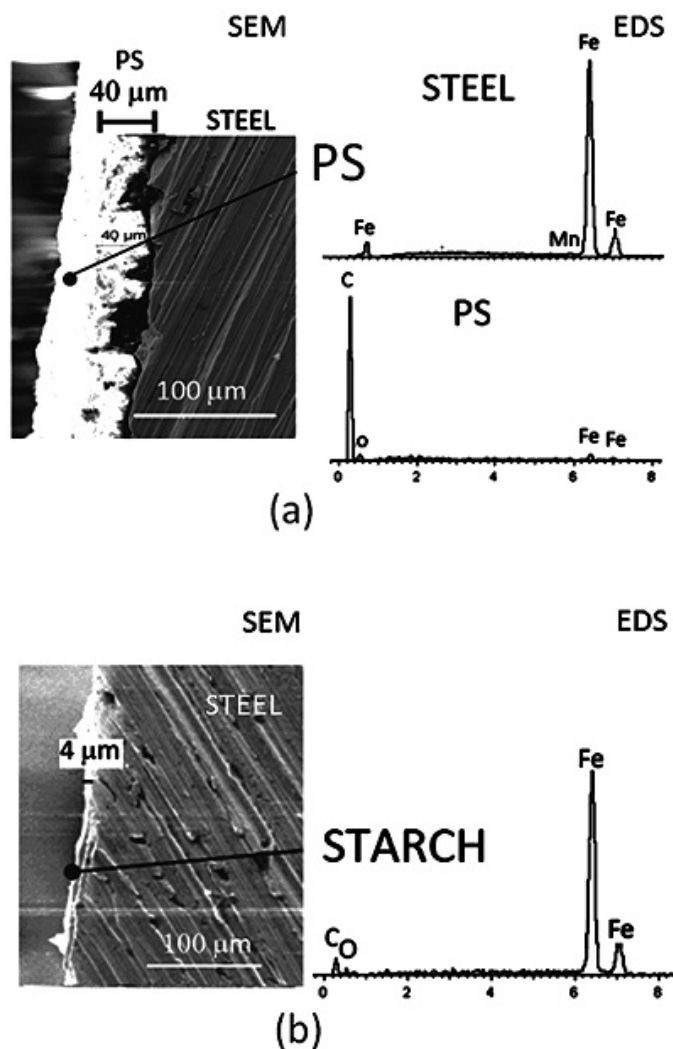 SEM EDS
PS
40 μm
STEEL
PS
40 μm
100 μm
STEEL
Fe
Fe
Mn
Fe
C
PS
O
Fe Fe
0 2 4 6 8
(a)
SEM EDS
STEEL
4 μm
STARCH
100 μm
Fe
Fe
C O
0 2 4 6 8
(b)